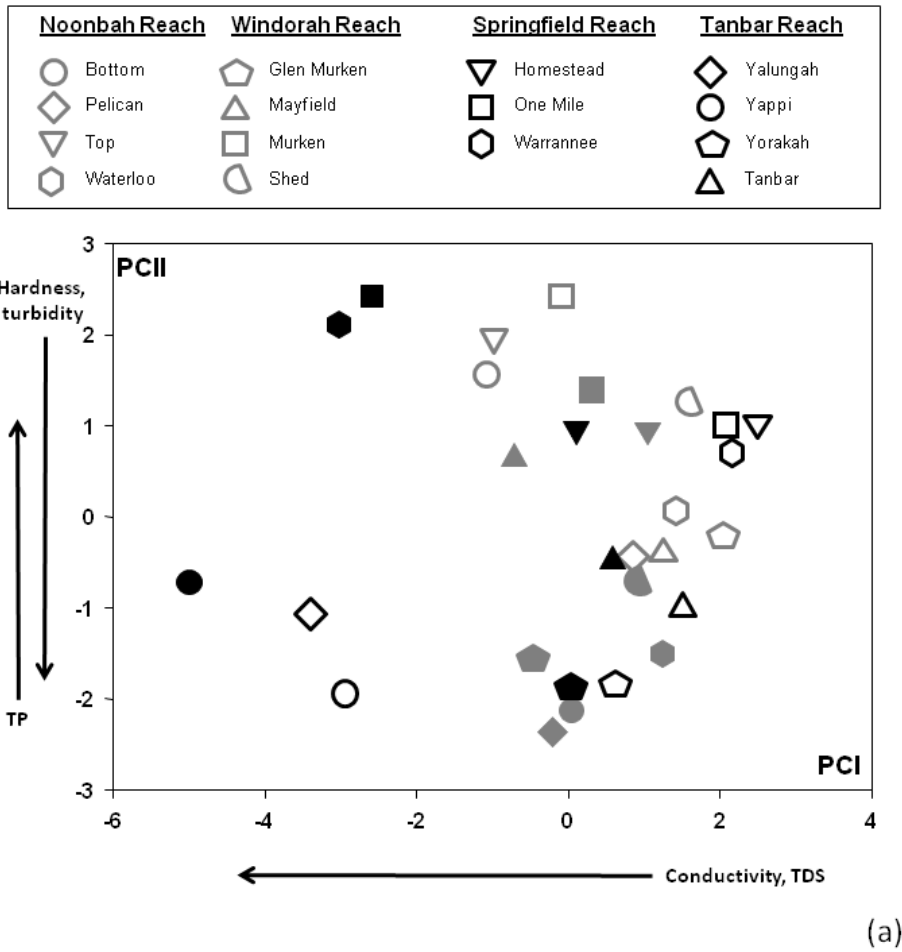 Noonbah Reach Windorah Reach Springfield Reach Tanbar Reach
Bottom Glen Murken Homestead Yalungah
Pelican Mayfield One Mile Yappi
Top Murken Warrannee Yorakah
Waterloo Shed Tanbar
3
PCII
Hardness,
turbidity
2
1
0
-1
-2
TP
PCI
-3
-6 -4 -2 0 2 4
Conductivity, TDS
(a)